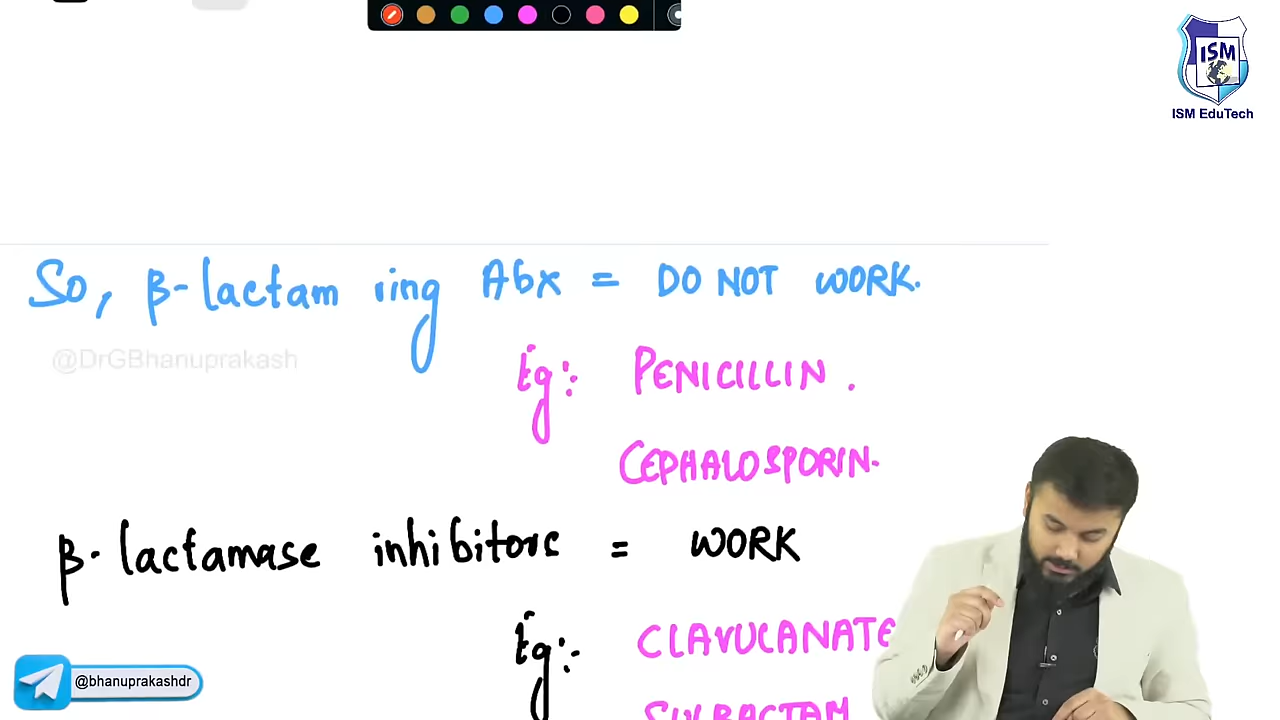 ISM
ISM EduTech
So, β-lactam ring Abx = DO NOT WORK.
@DrGBhanuprakash
Eg:- PENICILLIN.
CEPHALOSPORIN.
β-lactamase inhibitors = WORK
Eg:- CLAVULANATE
SULBACTAM
@bhanuprakashdr